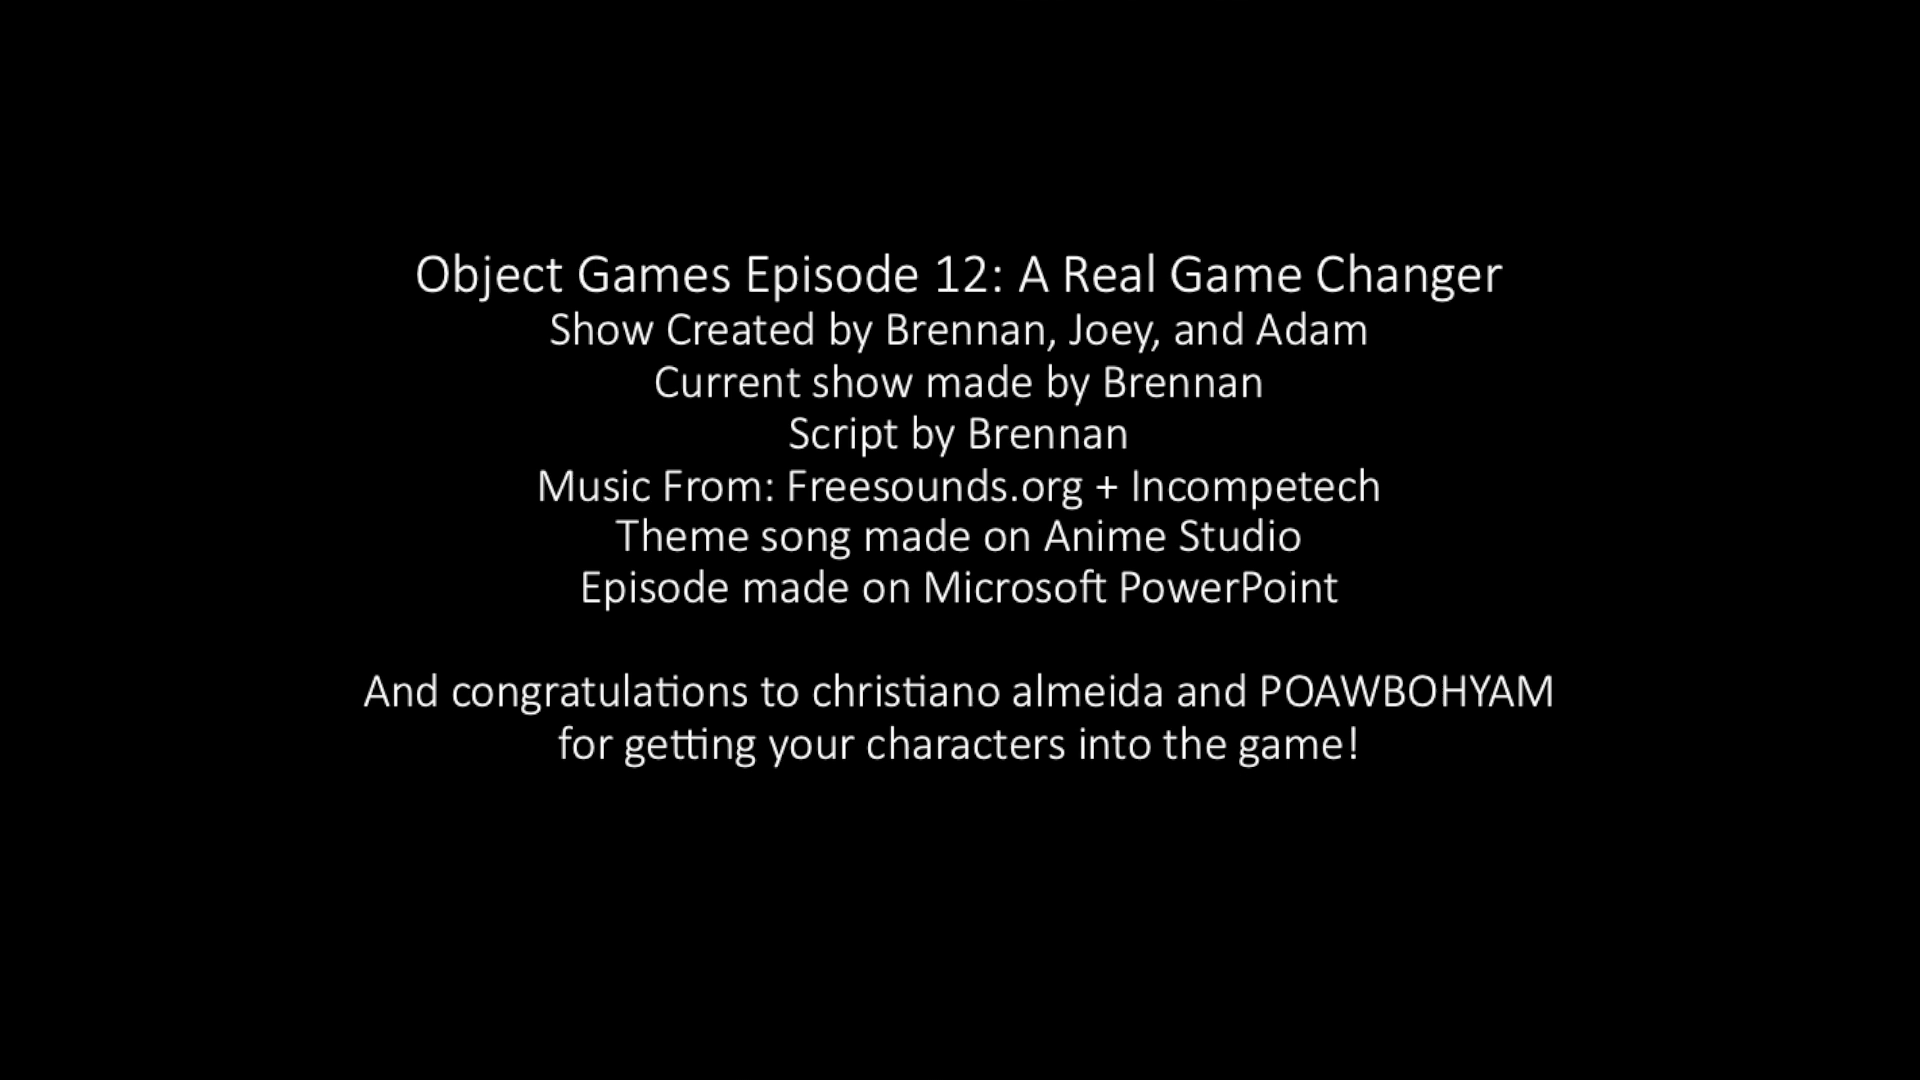 Object Games Episode 12: A Real Game Changer
Show Created by Brennan, Joey, and Adam
Current show made by Brennan
Script by Brennan
Music From: Freesounds.org + Incompetech
Theme song made on Anime Studio
Episode made on Microsoft PowerPoint
And congratulations to christiano almeida and POAWBOHYAM
for getting your characters into the game!